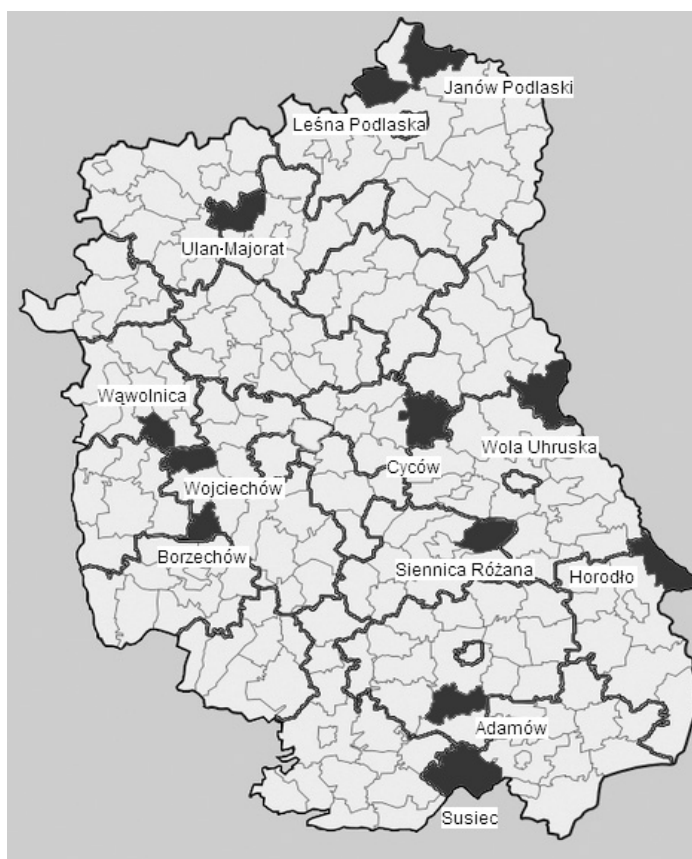 Janów Podlaski
Leśna Podlaska
Ulan-Majorat
Wąwolnica
Wola Uhruska
Cyców
Wojciechów
Borzechów
Siennica Różana
Horodło
Adamów
Susiec